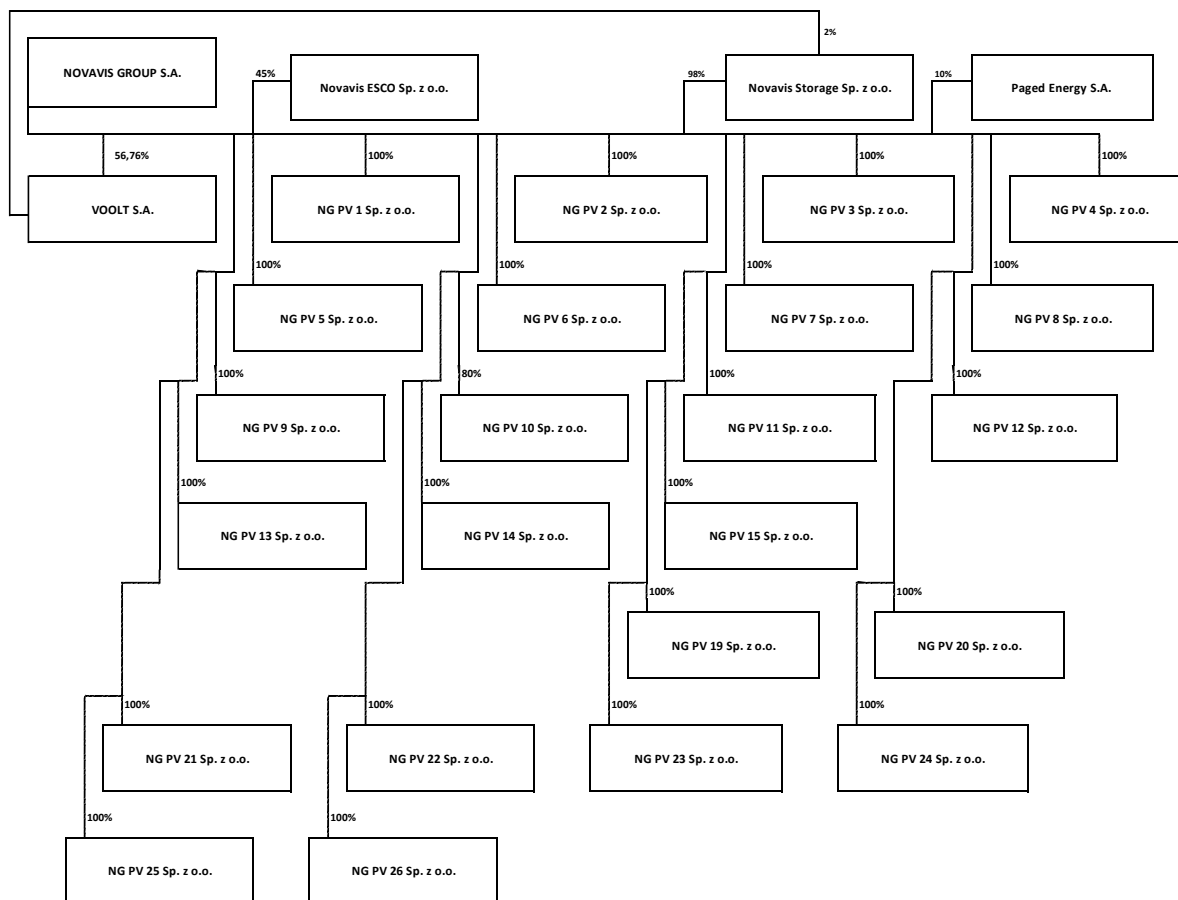 2%
NOVAVIS GROUP S.A.
45%
Novavis ESCO Sp. z o.o.
98%
Novavis Storage Sp. z o.o.
10%
Paged Energy S.A.
56,76%
100%
100%
100%
100%
VOOLT S.A.
NG PV 1 Sp. z o.o.
NG PV 2 Sp. z o.o.
NG PV 3 Sp. z o.o.
NG PV 4 Sp. z o.o.
100%
100%
100%
100%
NG PV 5 Sp. z o.o.
NG PV 6 Sp. z o.o.
NG PV 7 Sp. z o.o.
NG PV 8 Sp. z o.o.
100%
80%
100%
100%
NG PV 9 Sp. z o.o.
NG PV 10 Sp. z o.o.
NG PV 11 Sp. z o.o.
NG PV 12 Sp. z o.o.
100%
100%
100%
NG PV 13 Sp. z o.o.
NG PV 14 Sp. z o.o.
NG PV 15 Sp. z o.o.
100%
100%
NG PV 19 Sp. z o.o.
NG PV 20 Sp. z o.o.
100%
100%
100%
100%
NG PV 21 Sp. z o.o.
NG PV 22 Sp. z o.o.
NG PV 23 Sp. z o.o.
NG PV 24 Sp. z o.o.
100%
100%
NG PV 25 Sp. z o.o.
NG PV 26 Sp. z o.o.